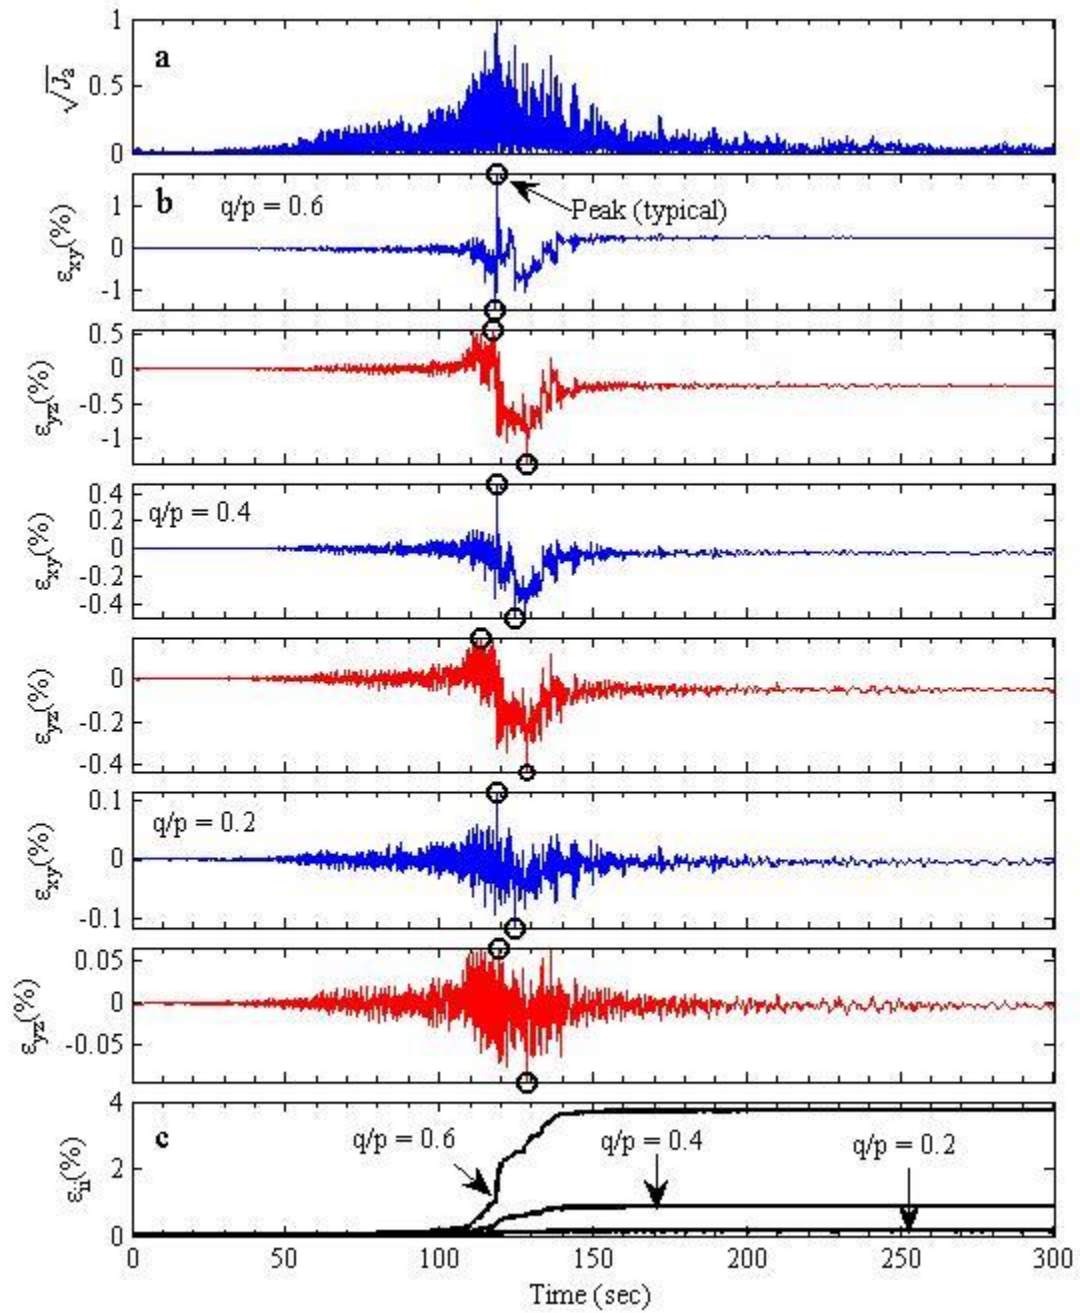 1
a
√J₂
0.5
0
b
q/p = 0.6
Peak (typical)
1
εxy(%)
0
-1
0.5
0
εyz(%)
-0.5
-1
0.4
q/p = 0.4
0.2
εxy(%)
0
-0.2
-0.4
0
εyz(%)
-0.2
-0.4
0.1
q/p = 0.2
εxy(%)
0
-0.1
0.05
εyz(%)
0
-0.05
4
c
q/p = 0.6
q/p = 0.4
q/p = 0.2
εii(%)
2
0
0 50 100 150 200 250 300
Time (sec)